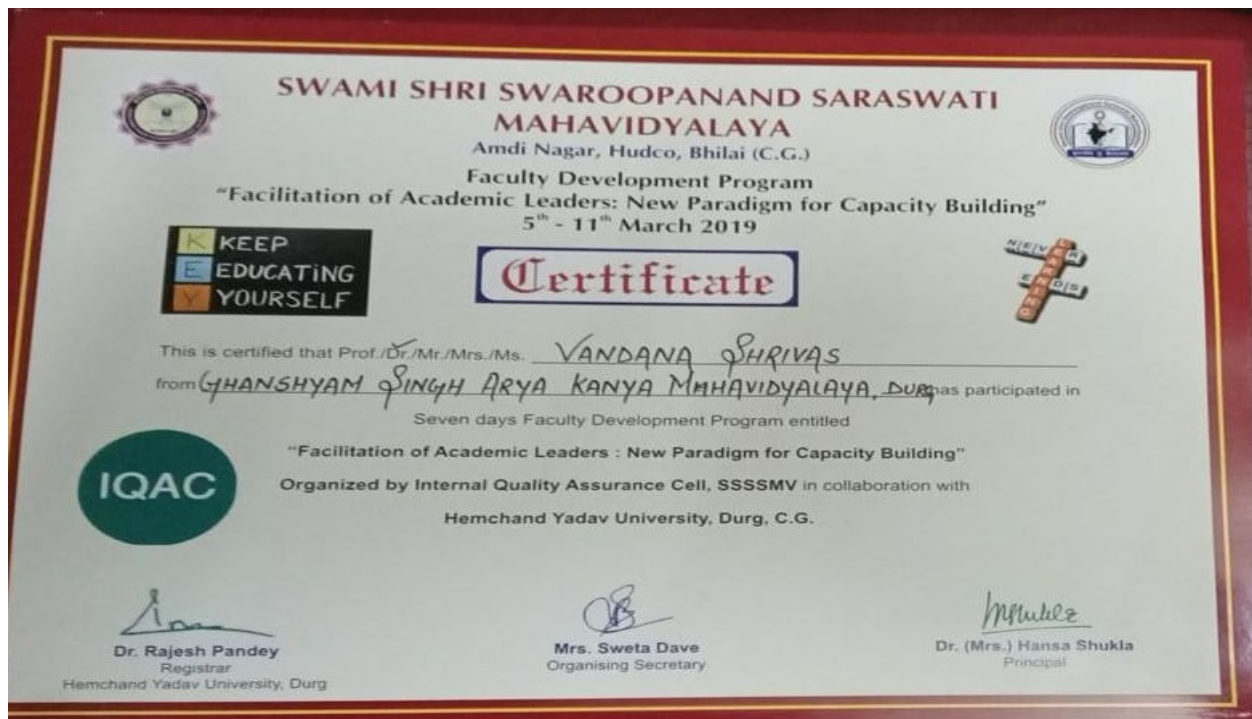 SWAMI SHRI SWAROOPANAND SARASWATI
MAHAVIDYALAYA
Amdi Nagar, Hudco, Bhilai (C.G.)
Faculty Development Program
"Facilitation of Academic Leaders: New Paradigm for Capacity Building"
5th - 11th March 2019
KEEP
EDUCATING
YOURSELF
K
E
Y
Certificate
NEVER
LEARNING
ENDS
This is certified that Prof./Dr./Mr./Mrs./Ms. VANDANA SHRIVAS
from GHANSHYAM SINGH ARYA KANYA MAHAVIDYALAYA, DURG has participated in
Seven days Faculty Development Program entitled
"Facilitation of Academic Leaders : New Paradigm for Capacity Building"
IQAC
Organized by Internal Quality Assurance Cell, SSSSMV in collaboration with
Hemchand Yadav University, Durg, C.G.
Dr. Rajesh Pandey
Registrar
Hemchand Yadav University, Durg
Mrs. Sweta Dave
Organising Secretary
Dr. (Mrs.) Hansa Shukla
Principal